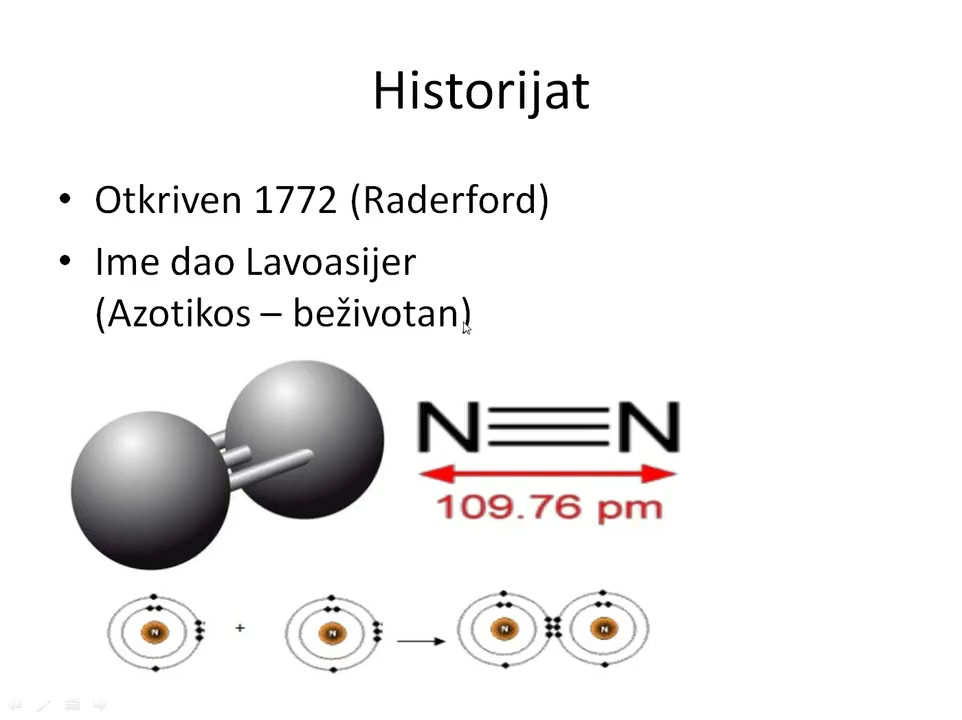 Historijat
• Otkriven 1772 (Raderford)
• Ime dao Lavoasijer
(Azotikos – beživotan)
N≡N
109.76 pm
N + N → N N